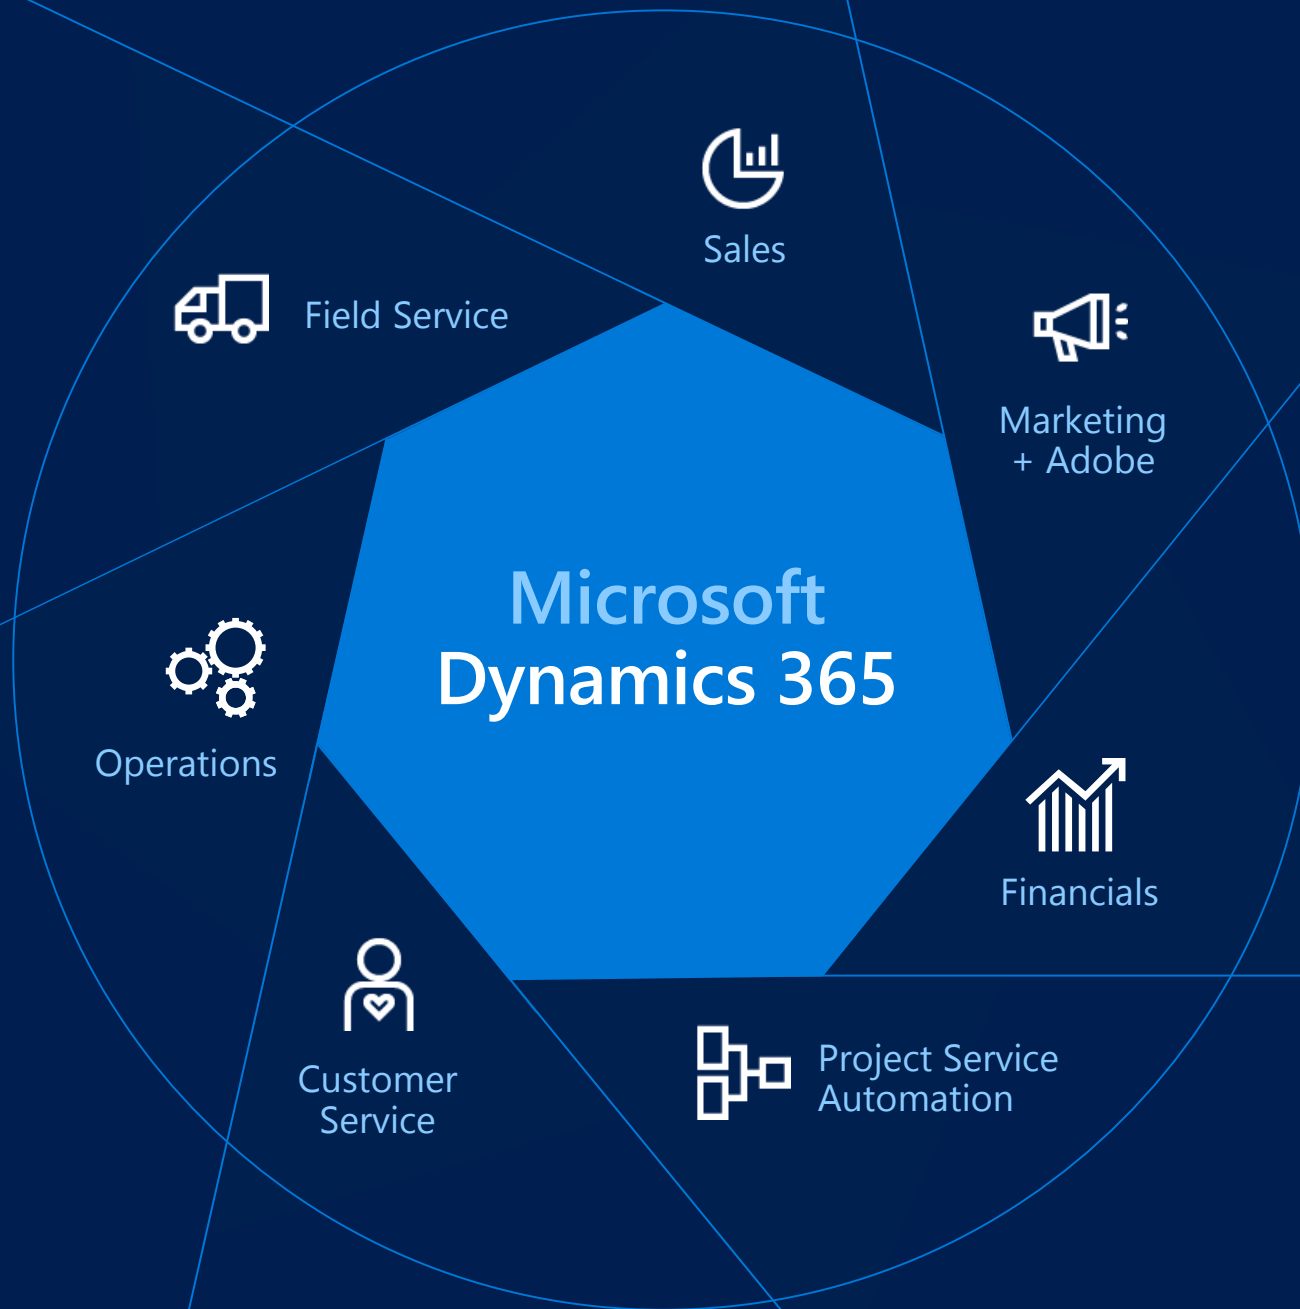 Sales
Field Service
Marketing
+ Adobe
Microsoft
Dynamics 365
Operations
Financials
Customer
Service
Project Service
Automation